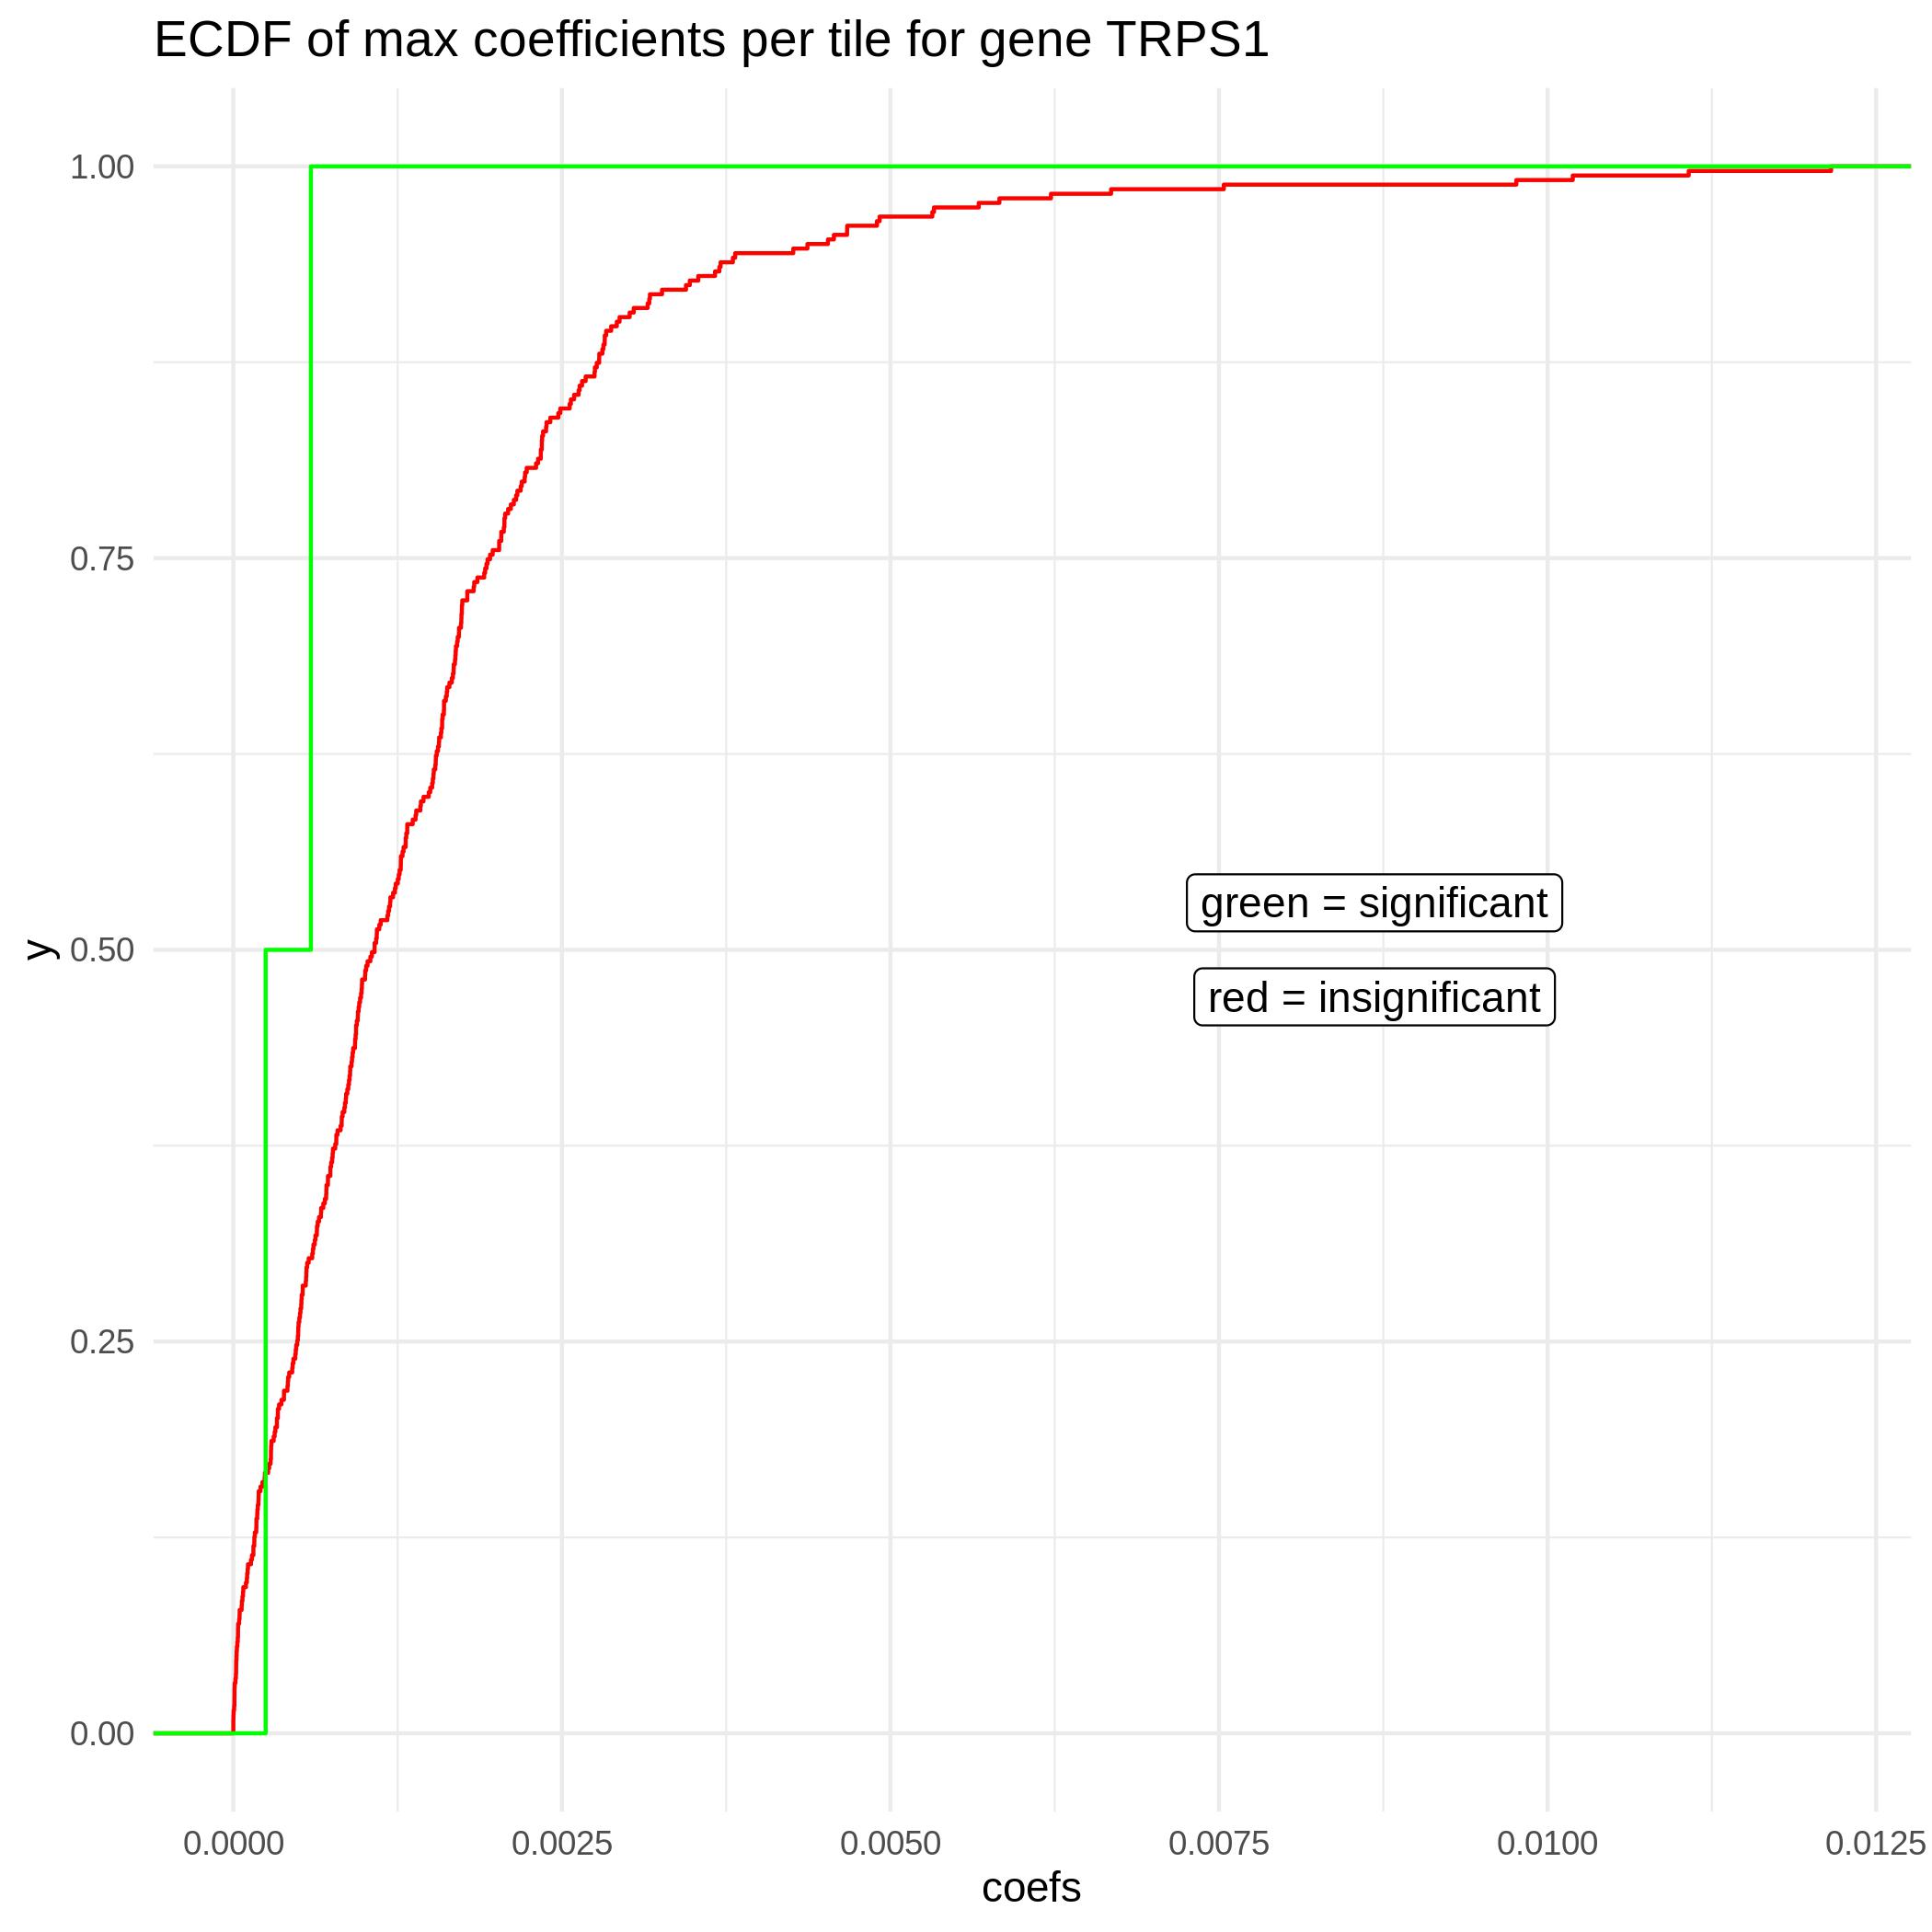 ECDF of max coefficients per tile for gene TRPS1
1.00
0.75
0.50
0.25
0.00
y
green = significant
red = insignificant
0.0000 0.0025 0.0050 0.0075 0.0100 0.0125
coefs